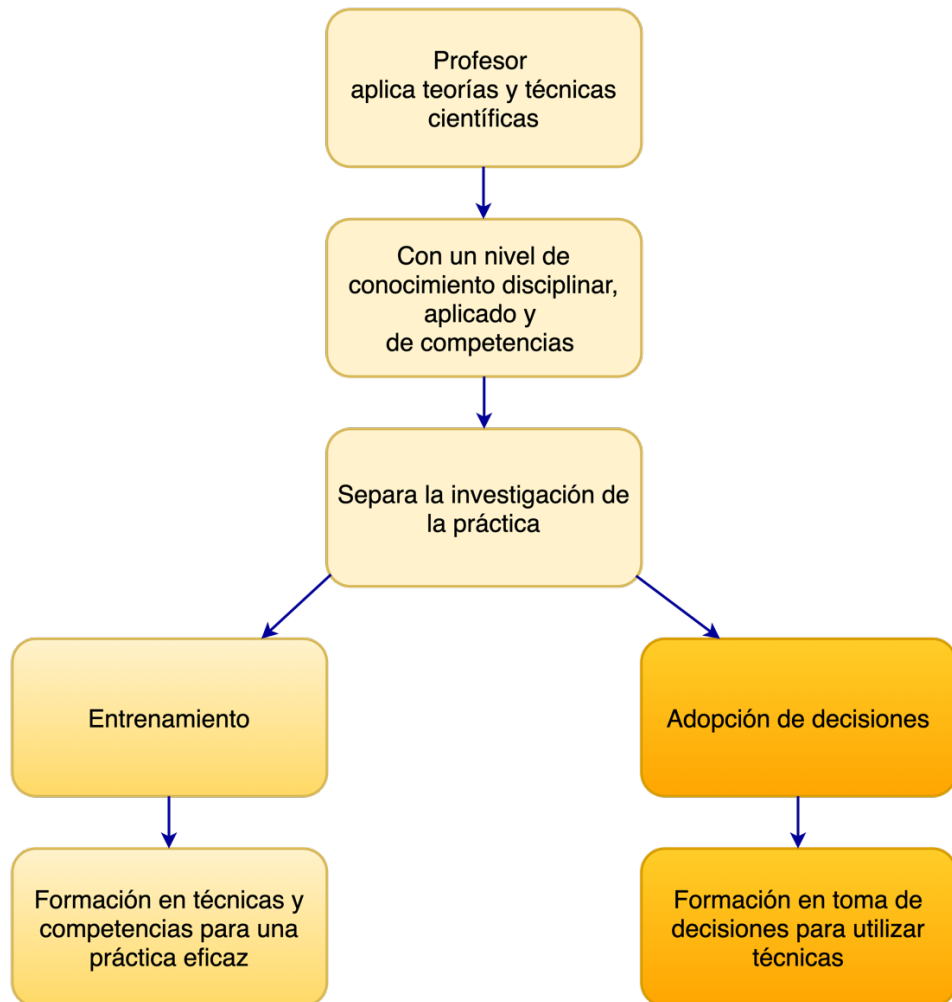 Profesor
aplica teorías y técnicas
científicas
Con un nivel de
conocimiento disciplinar,
aplicado y
de competencias
Separa la investigación de
la práctica
Entrenamiento
Adopción de decisiones
Formación en técnicas y
competencias para una
práctica eficaz
Formación en toma de
decisiones para utilizar
técnicas